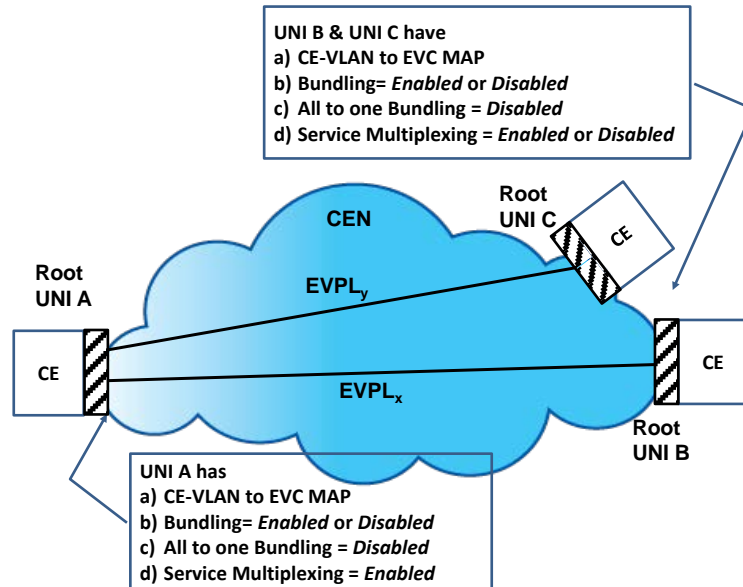 UNI B & UNI C have
a) CE-VLAN to EVC MAP
b) Bundling= Enabled or Disabled
c) All to one Bundling = Disabled
d) Service Multiplexing = Enabled or Disabled
Root
UNI C
CE
CEN
Root
UNI A
EVPLy
CE
CE
EVPLx
Root
UNI B
UNI A has
a) CE-VLAN to EVC MAP
b) Bundling= Enabled or Disabled
c) All to one Bundling = Disabled
d) Service Multiplexing = Enabled